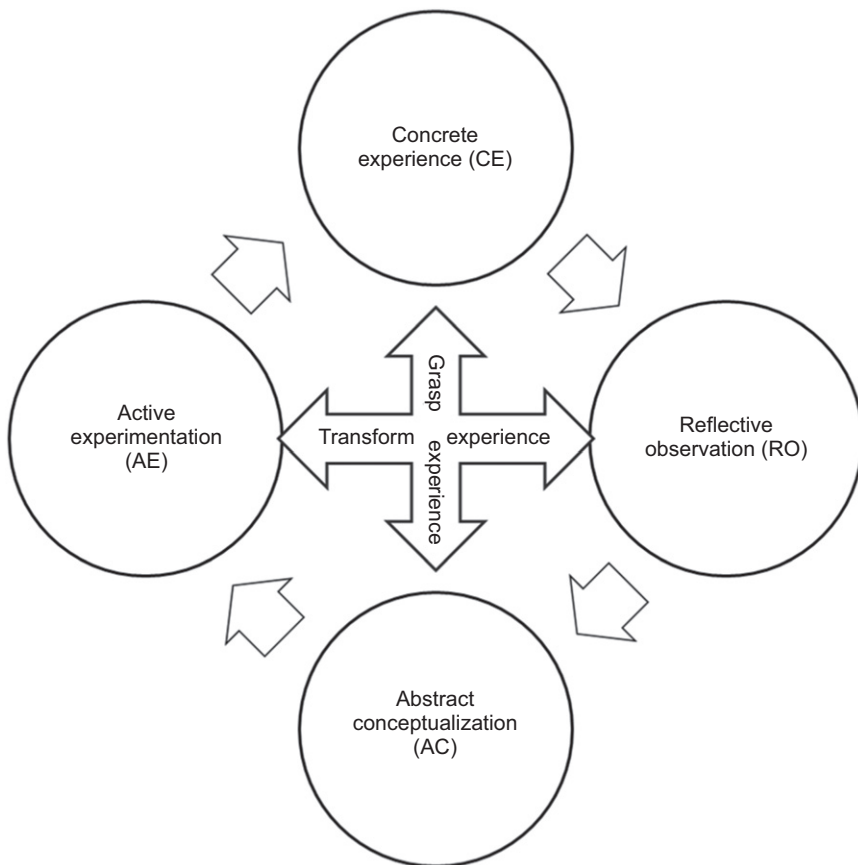 Concrete
experience (CE)
Grasp
experience
Active
experimentation
(AE)
Transform experience
Reflective
observation (RO)
Abstract
conceptualization
(AC)